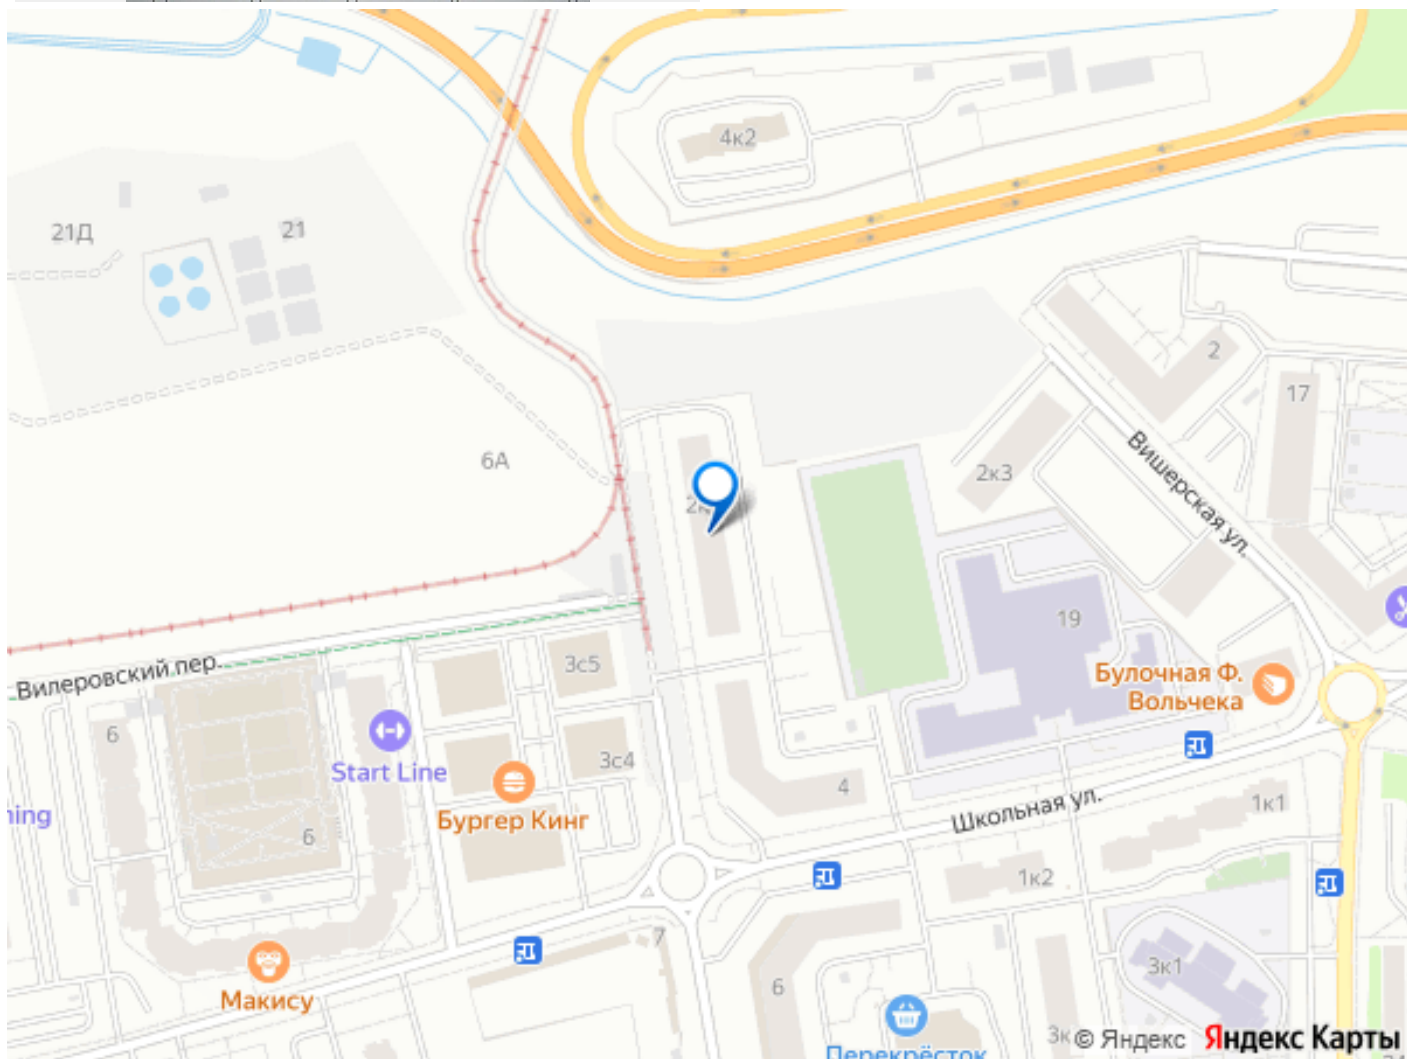 4к2
21Д
21
2
17
6А
2к3
Вишерская ул.
19
Вилеровский пер.
3с5
Булочная Ф.
Вольчека
6
Start Line
3с4
4
ning
Бургер Кинг
6
Школьная ул.
1к1
1к2
7
3к1
Макису
6
Перекрёсток
© Яндекс
Яндекс Карты